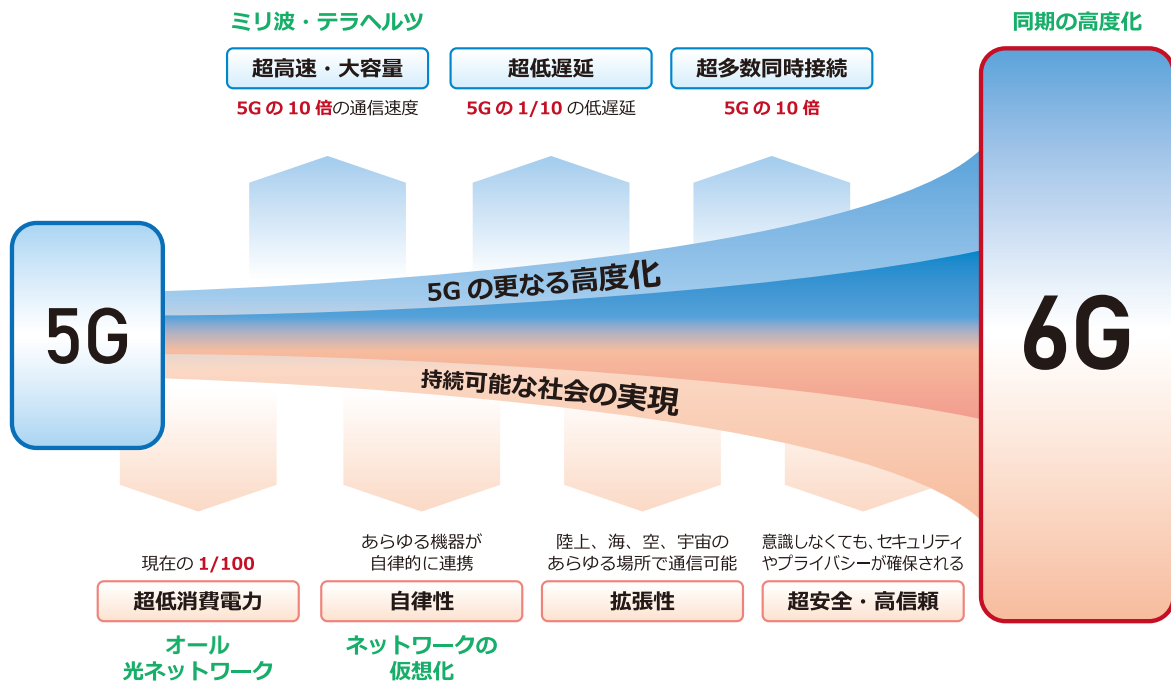 ミリ波・テラヘルツ
同期の高度化
超高速・大容量
超低遅延
超多数同時接続
5Gの10倍の通信速度
5Gの1/10の低遅延
5Gの10倍
5G
5Gの更なる高度化
持続可能な社会の実現
6G
現在の1/100
あらゆる機器が
自律的に連携
陸上、海、空、宇宙の
あらゆる場所で通信可能
意識しなくても、セキュリティ
やプライバシーが確保される
超低消費電力
自律性
拡張性
超安全・高信頼
オール
光ネットワーク
ネットワークの
仮想化